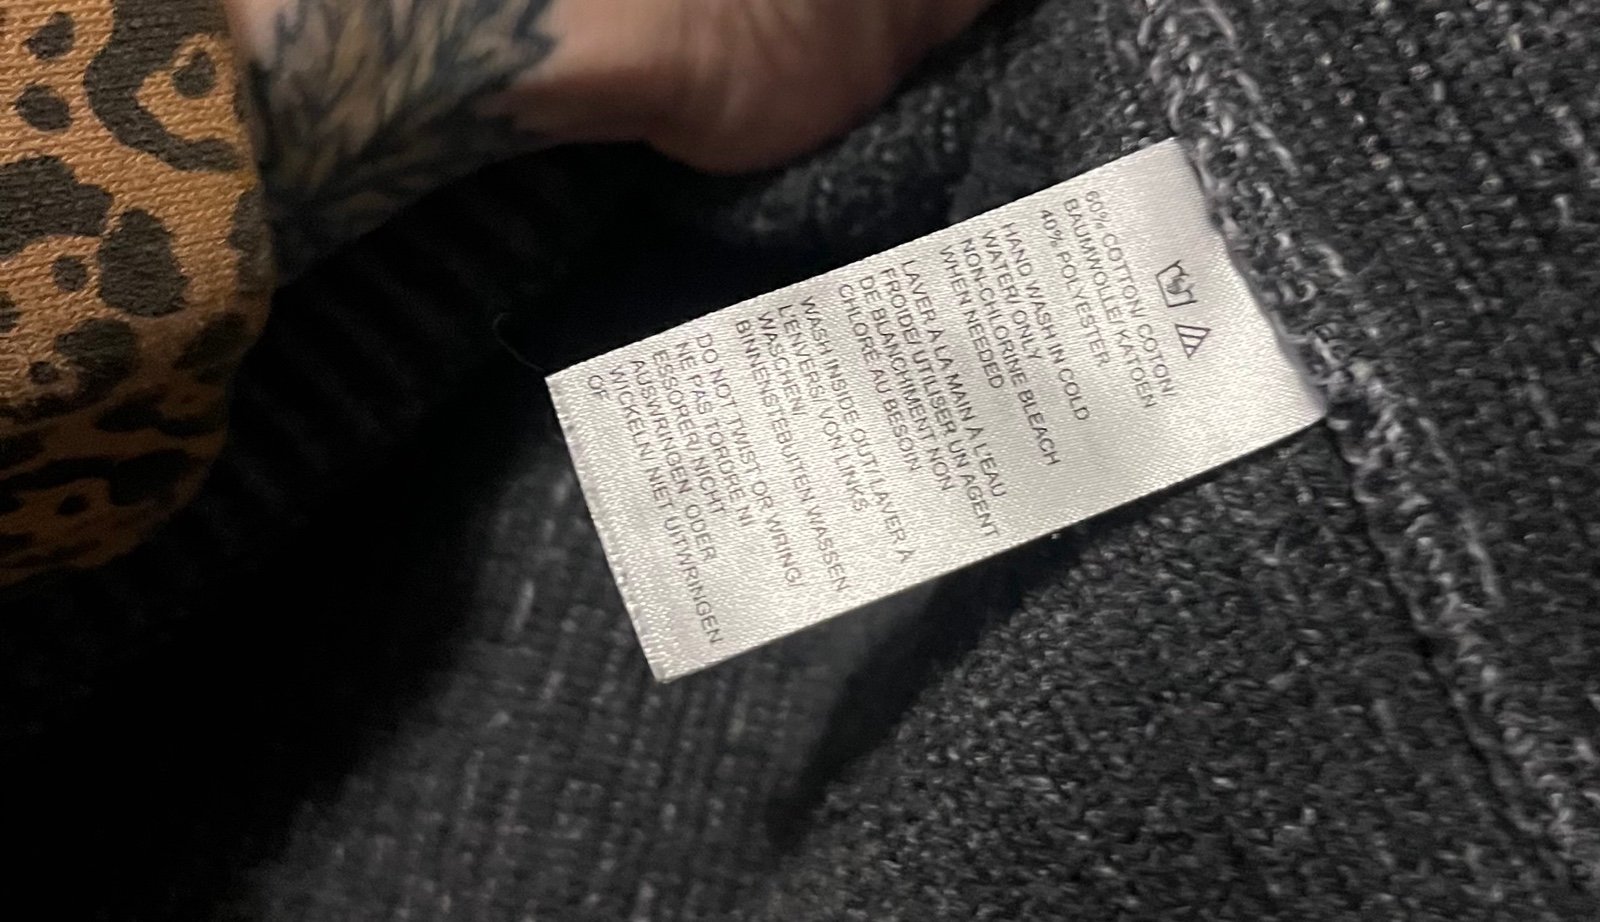 60% COTTON/ COTON/
BAUMWOLLE/ KATOEN
40% POLYESTER
HAND WASH IN COLD
WATER/ ONLY
NON-CHLORINE BLEACH
WHEN NEEDED
LAVER À LA MAIN À L'EAU
FROIDE/ UTILISER UN AGENT
DE BLANCHIMENT NON
CHLORÉ AU BESOIN
WASH INSIDE OUT/ LAVER À
L'ENVERS/ VON LINKS
WASCHEN/
BINNENSTEBUITEN WASSEN
DO NOT TWIST OR WRING/
NE PAS TORDRE NI
ESSORER/ NICHT
AUSWRINGEN ODER
WICKELN/ NIET UITWRINGEN
OF